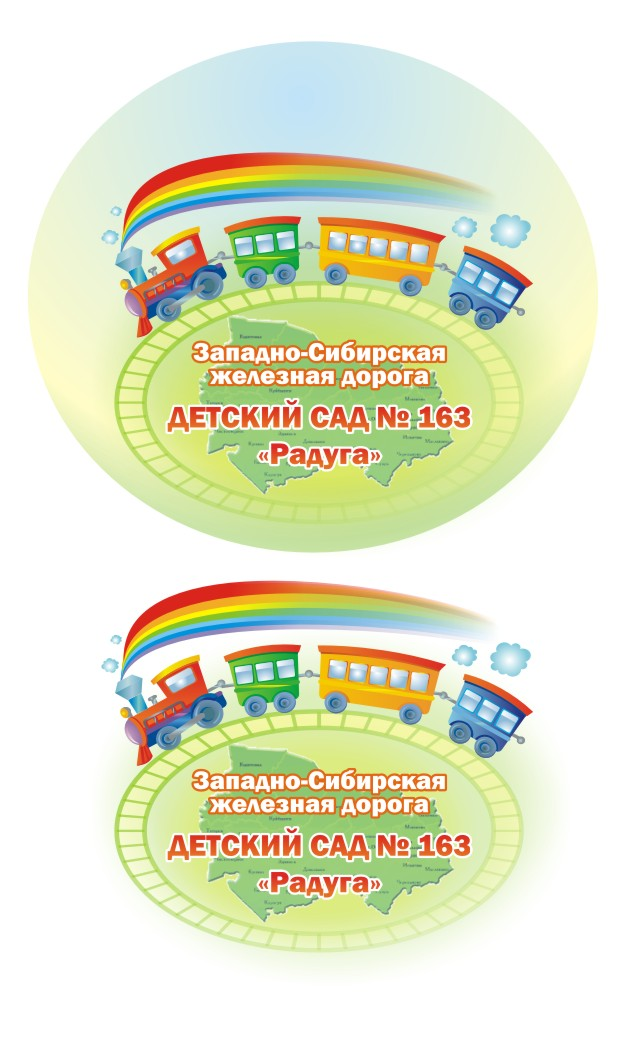 Западно-Сибирская
железная дорога
ДЕТСКИЙ САД № 163
«Радуга»
Западно-Сибирская
железная дорога
ДЕТСКИЙ САД № 163
«Радуга»